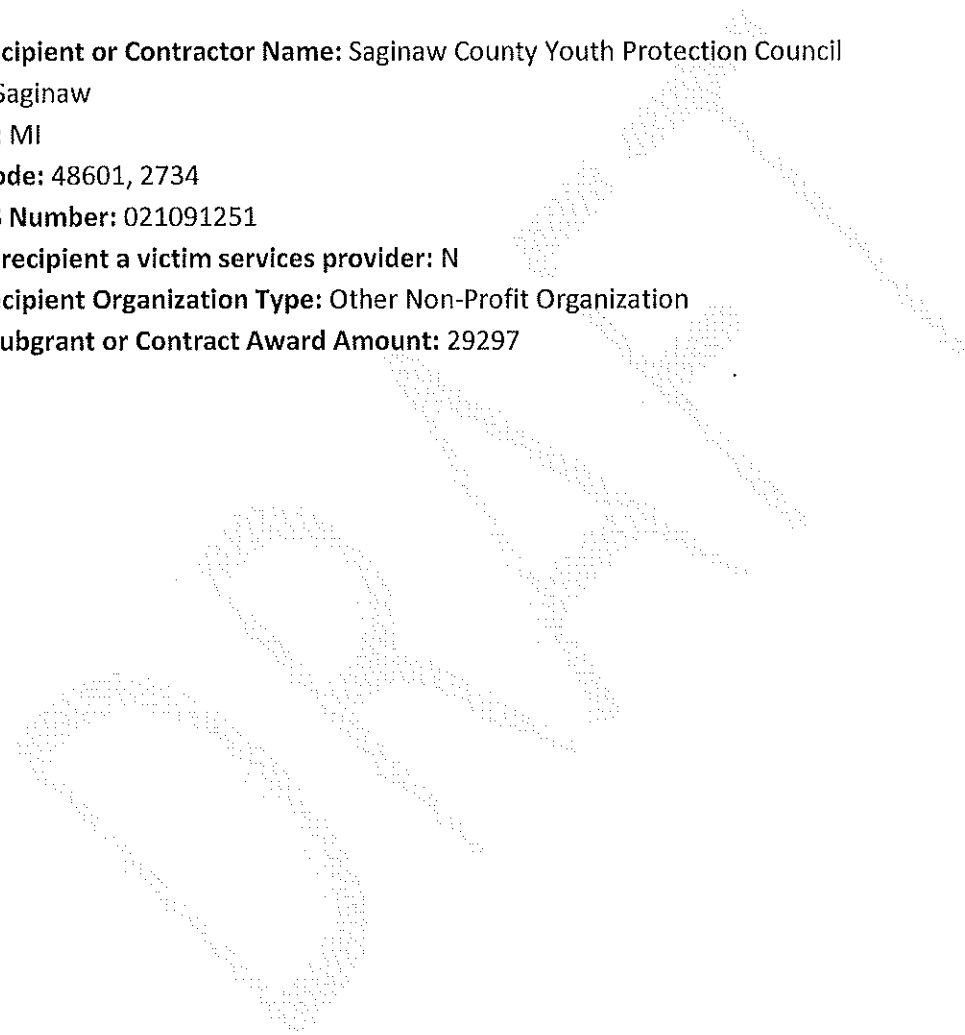 cipient or Contractor Name: Saginaw County Youth Protection Council
Saginaw
: MI
ode: 48601, 2734
S Number: 021091251
recipient a victim services provider: N
cipient Organization Type: Other Non-Profit Organization
ubgrant or Contract Award Amount: 29297
DRAFT